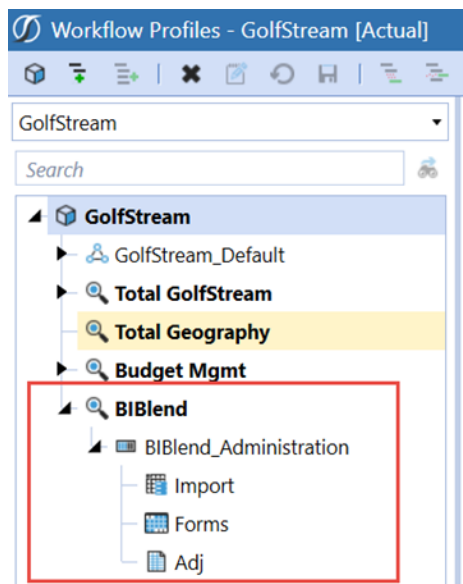 Workflow Profiles - GolfStream [Actual]
GolfStream
Search
GolfStream
GolfStream_Default
Total GolfStream
Total Geography
Budget Mgmt
BIBlend
BIBlend_Administration
Import
Forms
Adj